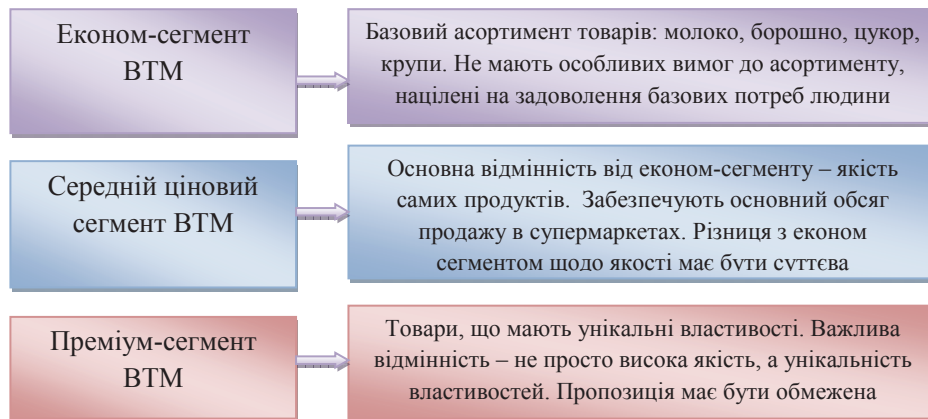 Економ-сегмент
ВТМ
Базовий асортимент товарів: молоко, борошно, цукор,
крупи. Не мають особливих вимог до асортименту,
націлені на задоволення базових потреб людини
Середній ціновий
сегмент ВТМ
Основна відмінність від економ-сегменту – якість
самих продуктів. Забезпечують основний обсяг
продажу в супермаркетах. Різниця з економ
сегментом щодо якості має бути суттєва
Преміум-сегмент
ВТМ
Товари, що мають унікальні властивості. Важлива
відмінність – не просто висока якість, а унікальність
властивостей. Пропозиція має бути обмежена